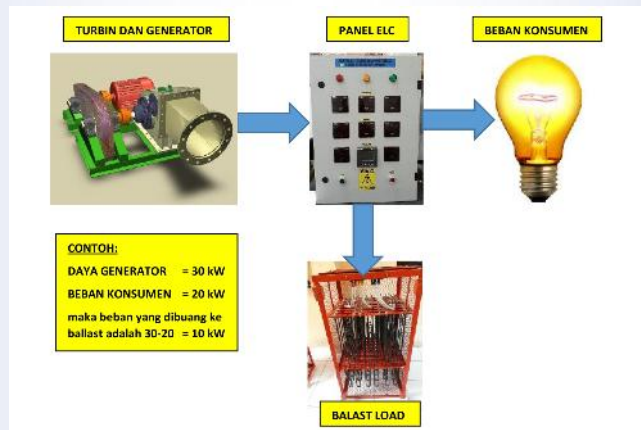 TURBIN DAN GENERATOR
PANEL ELC
BEBAN KONSUMEN
CONTOH:
DAYA GENERATOR = 30 kW
BEBAN KONSUMEN = 20 kW
maka beban yang dibuang ke
ballast adalah 30-20 = 10 kW
BALAST LOAD